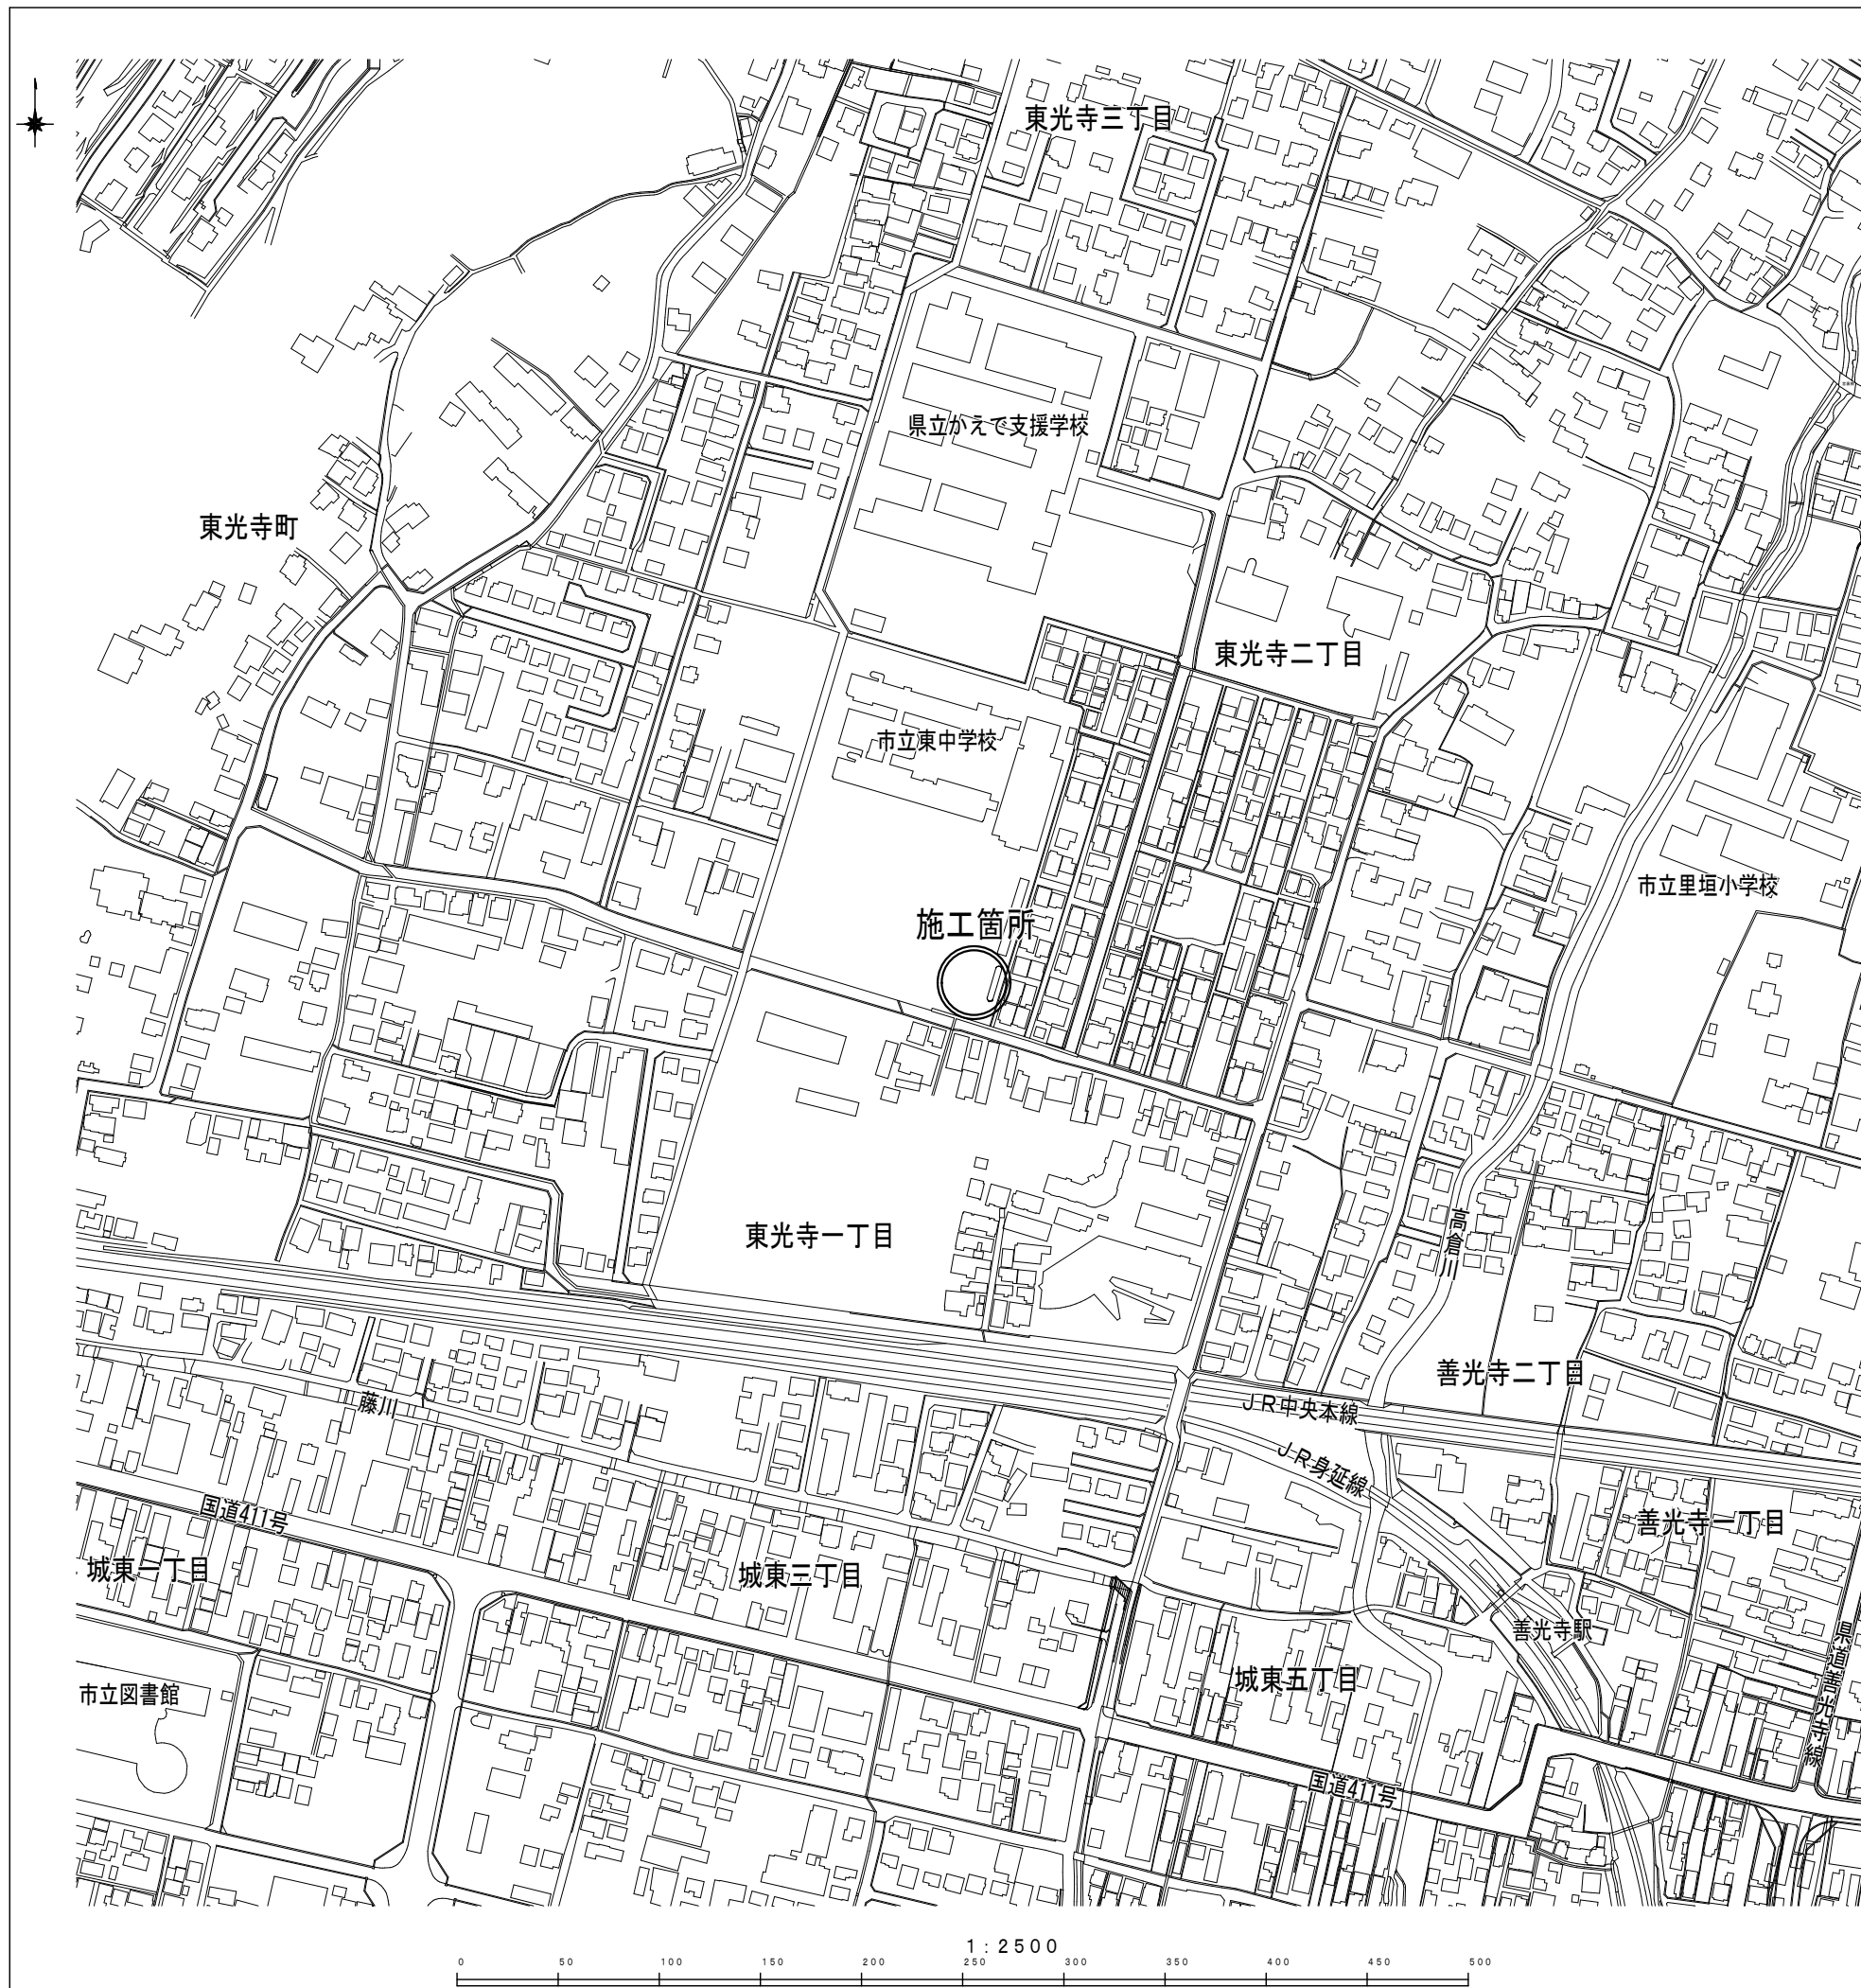 東光寺三丁目
県立かえで支援学校
東光寺町
東光寺二丁目
市立東中学校
市立里垣小学校
施工箇所
東光寺一丁目
高倉川
善光寺二丁目
藤川
JR中央本線
JR身延線
国道411号
善光寺一丁目
城東一丁目
城東三丁目
善光寺駅
県道善光寺線
城東五丁目
市立図書館
国道411号
1:2500
0 50 100 150 200 250 300 350 400 450 500